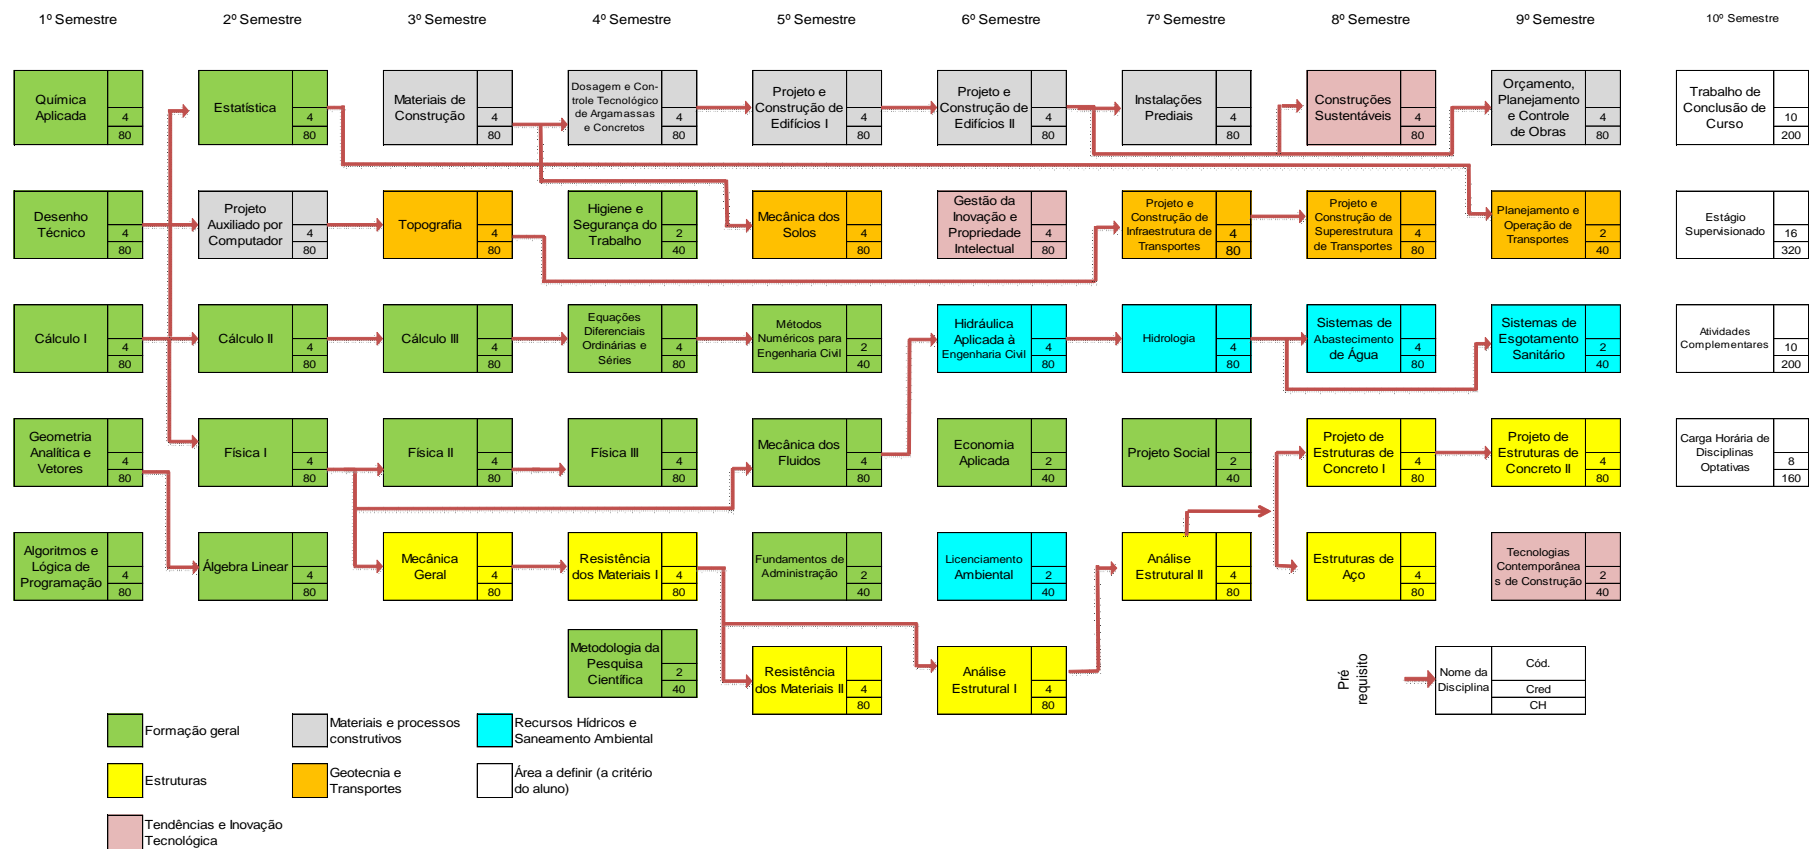 1º Semestre
2º Semestre
3º Semestre
4º Semestre
5º Semestre
6º Semestre
7º Semestre
8º Semestre
9º Semestre
10º Semestre
Química
Aplicada
4
80
Estatística
4
80
Materiais de
Construção
4
80
Dosagem e Con-
trole Tecnológico
de Argamassas
e Concretos
4
80
Projeto e
Construção de
Edifícios I
4
80
Projeto e
Construção de
Edifícios II
4
80
Instalações
Prediais
4
80
Construções
Sustentáveis
4
80
Orçamento,
Planejamento
e Controle
de Obras
4
80
Trabalho de
Conclusão de
Curso
10
200
Desenho
Técnico
4
80
Projeto
Auxiliado por
Computador
4
80
Topografia
4
80
Higiene e
Segurança do
Trabalho
2
40
Mecânica dos
Solos
4
80
Gestão da
Inovação e
Propriedade
Intelectual
4
80
Projeto e
Construção de
Infraestrutura de
Transportes
4
80
Projeto e
Construção de
Superestrutura
de Transportes
4
80
Planejamento e
Operação de
Transportes
2
40
Estágio
Supervisionado
16
320
Cálculo I
4
80
Cálculo II
4
80
Cálculo III
4
80
Equações
Diferenciais
Ordinárias e
Séries
4
80
Métodos
Numéricos para
Engenharia Civil
2
40
Hidráulica
Aplicada à
Engenharia Civil
4
80
Hidrologia
4
80
Sistemas de
Abastecimento
de Água
4
80
Sistemas de
Esgotamento
Sanitário
2
40
Atividades
Complementares
10
200
Geometria
Analítica e
Vetores
4
80
Física I
4
80
Física II
4
80
Física III
4
80
Mecânica dos
Fluidos
4
80
Economia
Aplicada
2
40
Projeto Social
2
40
Projeto de
Estruturas de
Concreto I
4
80
Projeto de
Estruturas de
Concreto II
4
80
Carga Horária de
Disciplinas
Optativas
8
160
Algoritmos e
Lógica de
Programação
4
80
Álgebra Linear
4
80
Mecânica
Geral
4
80
Resistência
dos Materiais I
4
80
Fundamentos de
Administração
2
40
Licenciamento
Ambiental
2
40
Análise
Estrutural II
4
80
Estruturas de
Aço
4
80
Tecnologias
Contemporânea
s de Construção
2
40
Metodologia da
Pesquisa
Científica
2
40
Resistência
dos Materiais II
4
80
Análise
Estrutural I
4
80
Pré
requisito
Nome da
Disciplina
Cód.
Cred
CH
Formação geral
Materiais e processos
construtivos
Recursos Hídricos e
Saneamento Ambiental
Estruturas
Geotecnia e
Transportes
Área a definir (a critério
do aluno)
Tendências e Inovação
Tecnológica